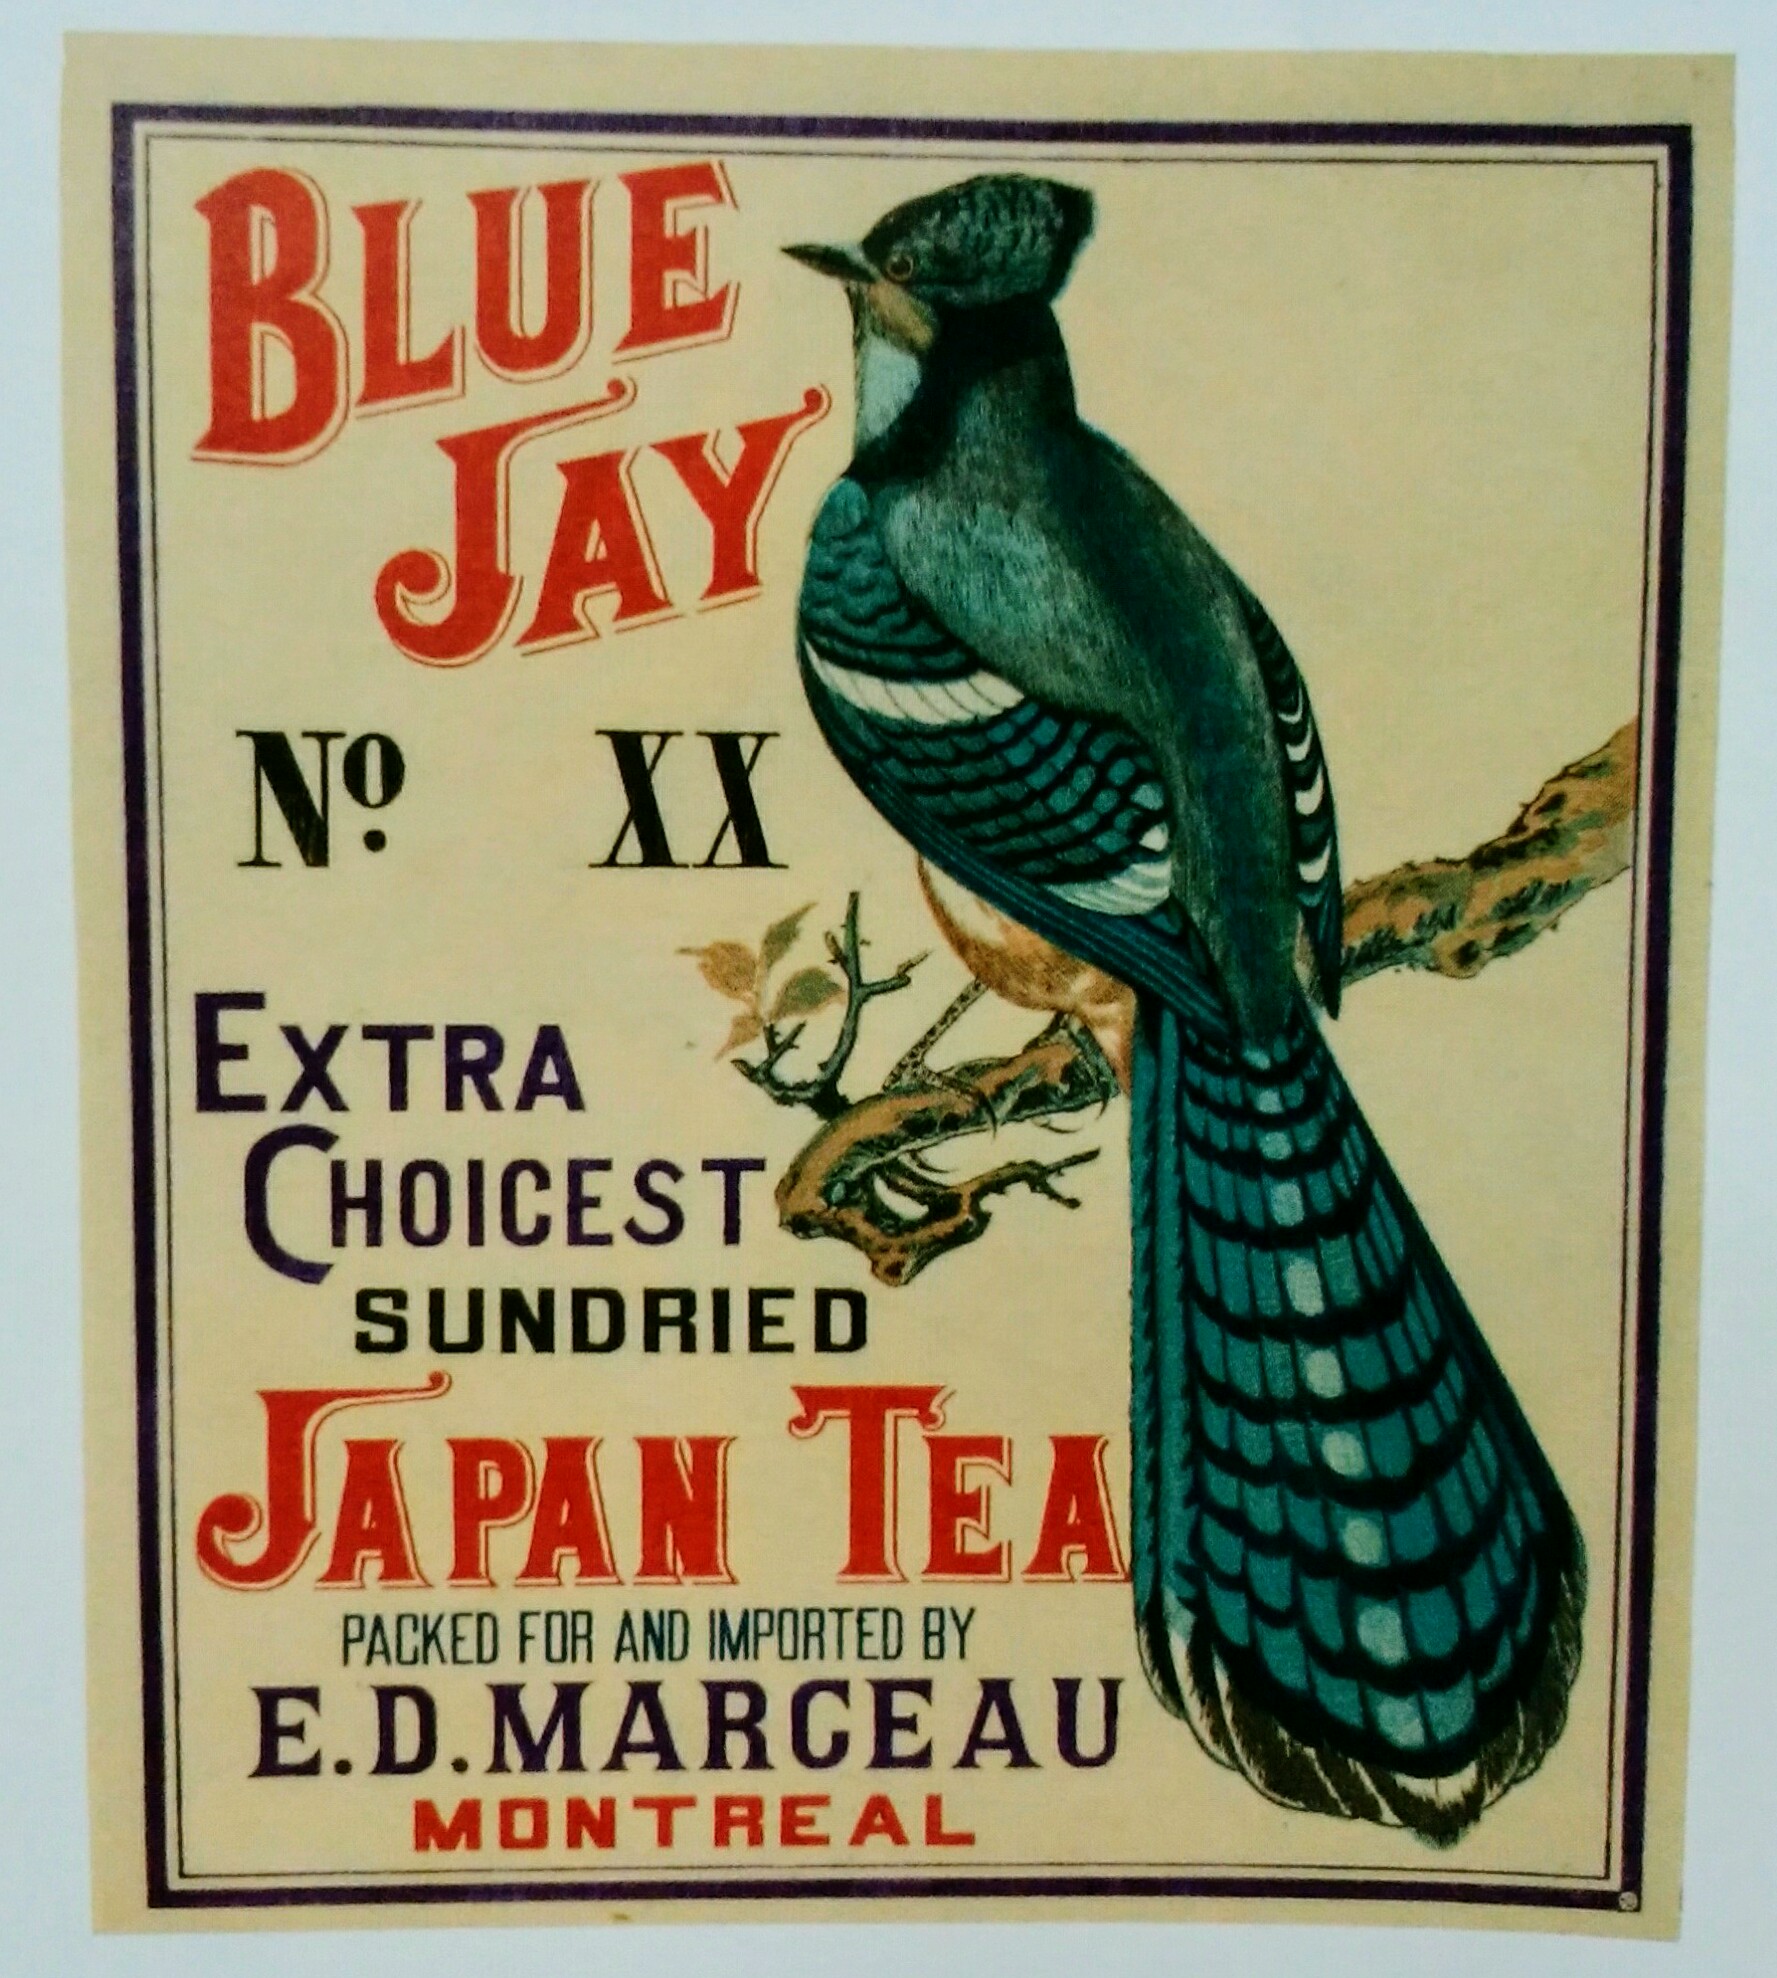 BLUE
JAY
Nº XX
EXTRA
CHOICEST
SUNDRIED
JAPAN TEA
PACKED FOR AND IMPORTED BY
E.D. MARCEAU
MONTREAL